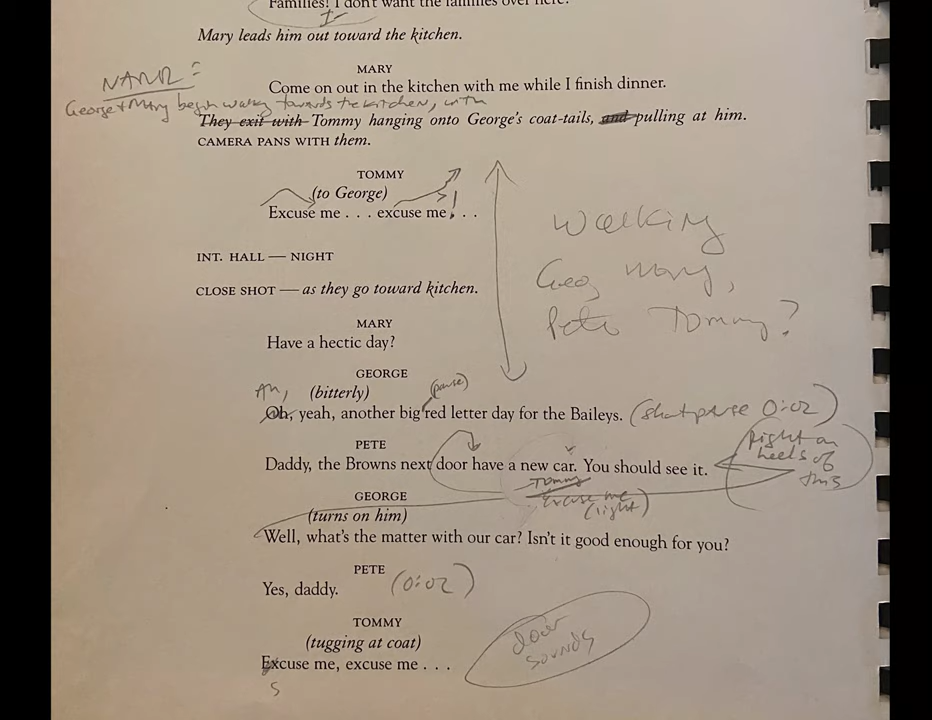 Families! I don't want the families over here!
I
Mary leads him out toward the kitchen.
MARY
NARR:
Come on out in the kitchen with me while I finish dinner.
George + Mary begin walking towards the kitchen, with
They exit with Tommy hanging onto George's coat-tails, and pulling at him.
CAMERA PANS WITH them.
TOMMY
(to George)
Excuse me . . . excuse me! . .
Walking
Geo, Mary,
Pete Tommy?
INT. HALL — NIGHT
CLOSE SHOT — as they go toward kitchen.
MARY
Have a hectic day?
GEORGE
Ah, (bitterly) (pause)
Oh, yeah, another big red letter day for the Baileys. (short pause 0:02)
Right on
heels of
this
PETE
Daddy, the Browns next door have a new car. You should see it.
Tommy
Excuse me
(light)
GEORGE
(turns on him)
Well, what's the matter with our car? Isn't it good enough for you?
PETE
Yes, daddy. (0:02)
TOMMY
(tugging at coat)
Excuse me, excuse me . . .
S
door
sounds